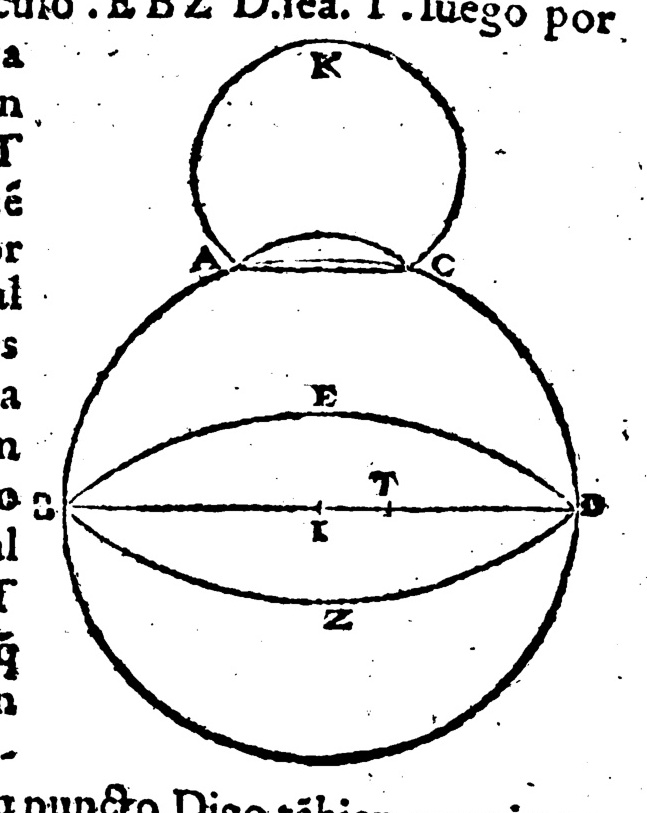 culo . E B Z D. sea. T . luego por
a
n
T
é
or
al
s
a
n
o
al
T
q̃
n
-
K
A C
E
T
B D
I
Z
puncto Digo tābien